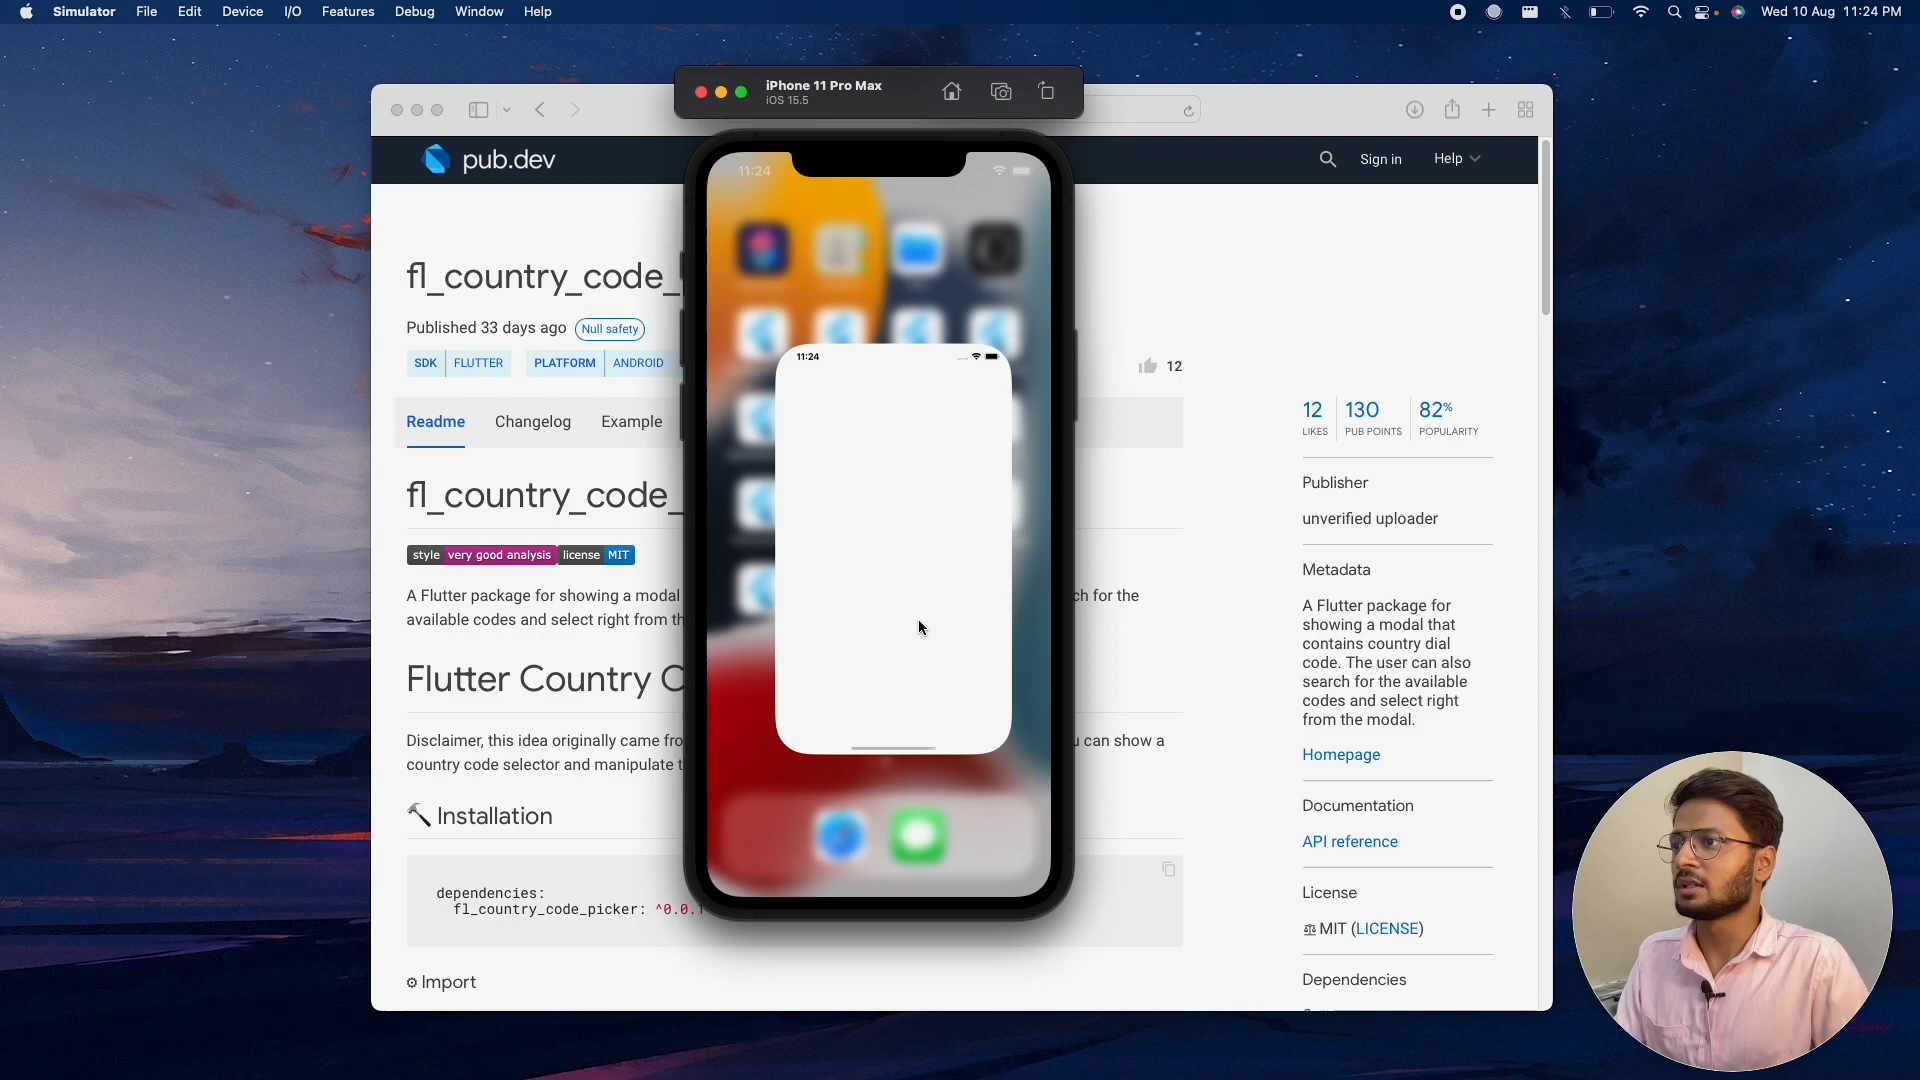 Simulator File Edit Device I/O Features Debug Window Help
Wed 10 Aug 11:24 PM
iPhone 11 Pro Max
iOS 15.5
pub.dev
Sign in
Help
11:24
fl_country_code_
Published 33 days ago
Null safety
SDK FLUTTER PLATFORM ANDROID
12
11:24
Readme Changelog Example
12 130 82%
LIKES PUB POINTS POPULARITY
Publisher
unverified uploader
fl_country_code_
style very good analysis license MIT
Metadata
A Flutter package for showing a modal
ch for the
available codes and select right from th
A Flutter package for
showing a modal that
contains country dial
code. The user can also
search for the available
codes and select right
from the modal.
Flutter Country C
Disclaimer, this idea originally came fro
u can show a
country code selector and manipulate t
Homepage
Documentation
API reference
Installation
dependencies:
fl_country_code_picker: ^0.0.1
License
MIT (LICENSE)
Dependencies
Import